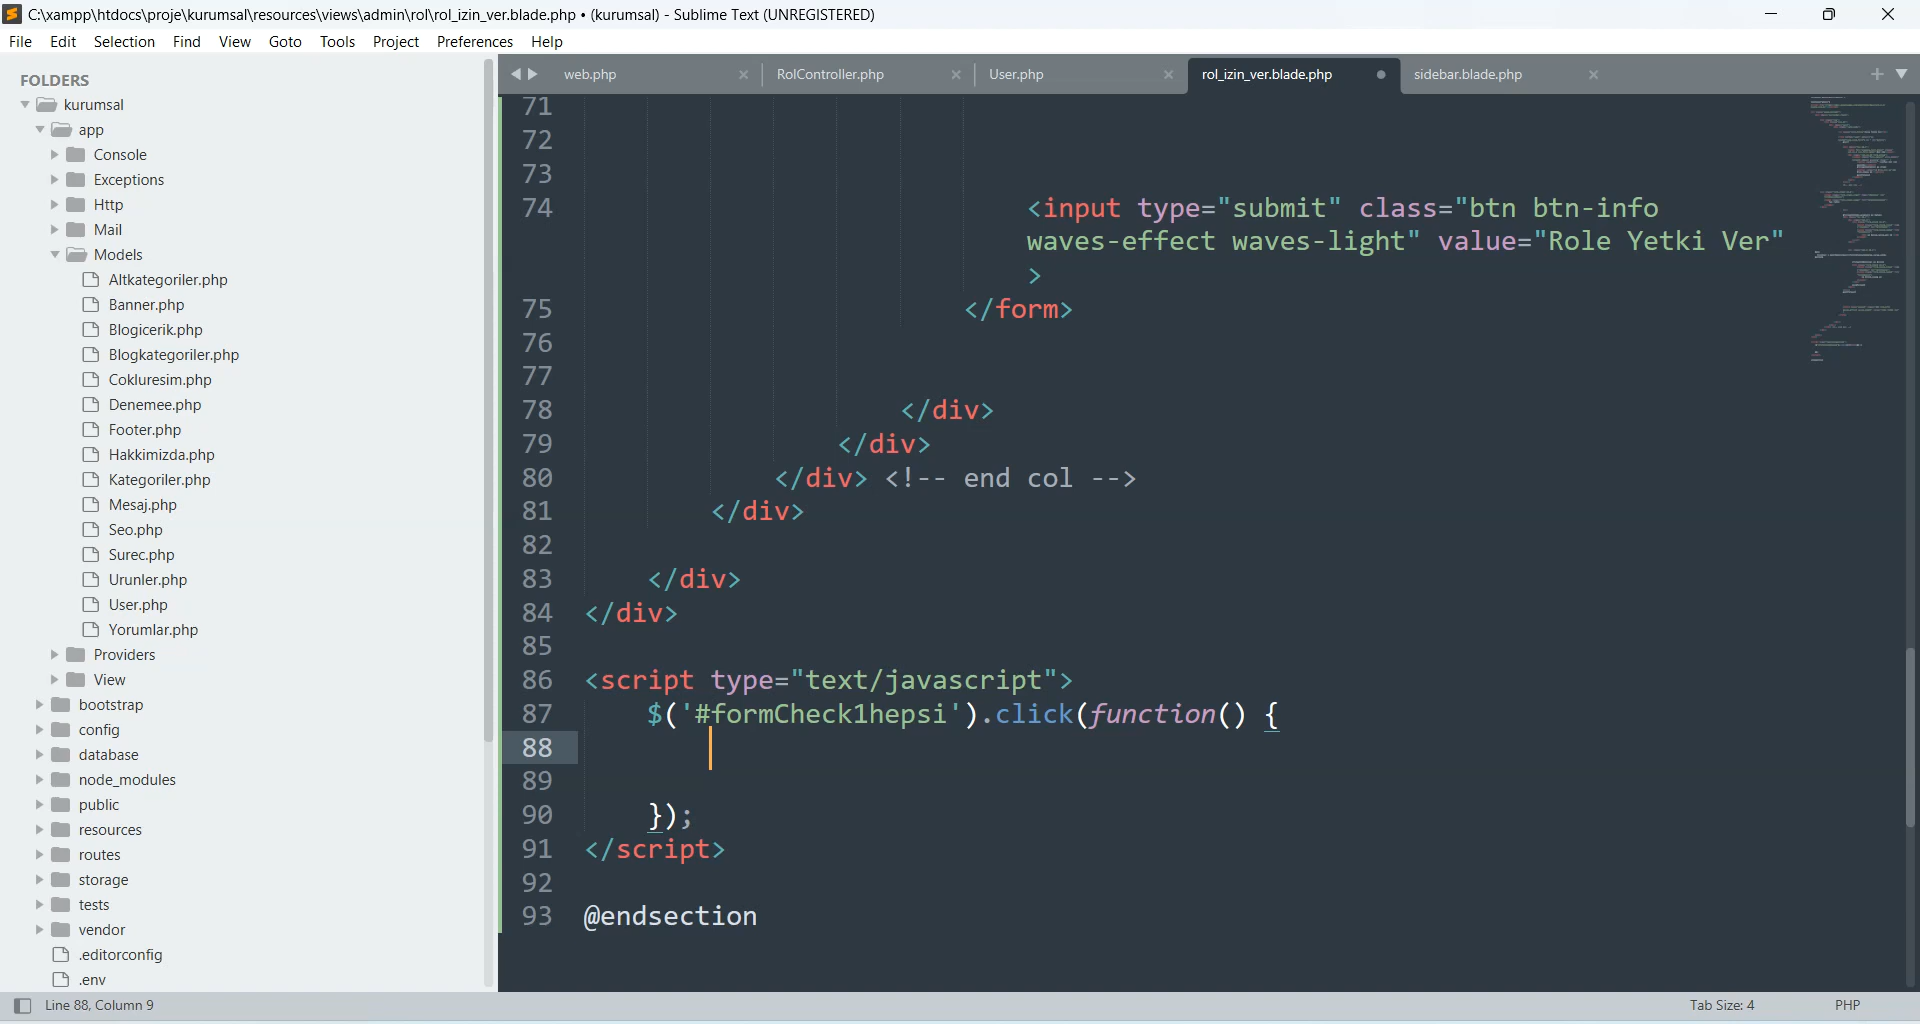 C:\xampp\htdocs\proje\kurumsal\resources\views\admin\rol\rol_izin_ver.blade.php • (kurumsal) - Sublime Text (UNREGISTERED)
File Edit Selection Find View Goto Tools Project Preferences Help
FOLDERS
kurumsal
app
Console
Exceptions
Http
Mail
Models
Altkategoriler.php
Banner.php
Blogicerik.php
Blogkategoriler.php
Cokluresim.php
Denemee.php
Footer.php
Hakkimizda.php
Kategoriler.php
Mesaj.php
Seo.php
Surec.php
Urunler.php
User.php
Yorumlar.php
Providers
View
bootstrap
config
database
node_modules
public
resources
routes
storage
tests
vendor
.editorconfig
.env
web.php RolController.php User.php rol_izin_ver.blade.php sidebar.blade.php
71
72
73
74 <input type="submit" class="btn btn-info
waves-effect waves-light" value="Role Yetki Ver"
>
75 </form>
76
77
78 </div>
79 </div>
80 </div> <!-- end col -->
81 </div>
82
83 </div>
84 </div>
85
86 <script type="text/javascript">
87 $('#formCheck1hepsi').click(function() {
88
89
90 });
91 </script>
92
93 @endsection
Line 88, Column 9 Tab Size: 4 PHP